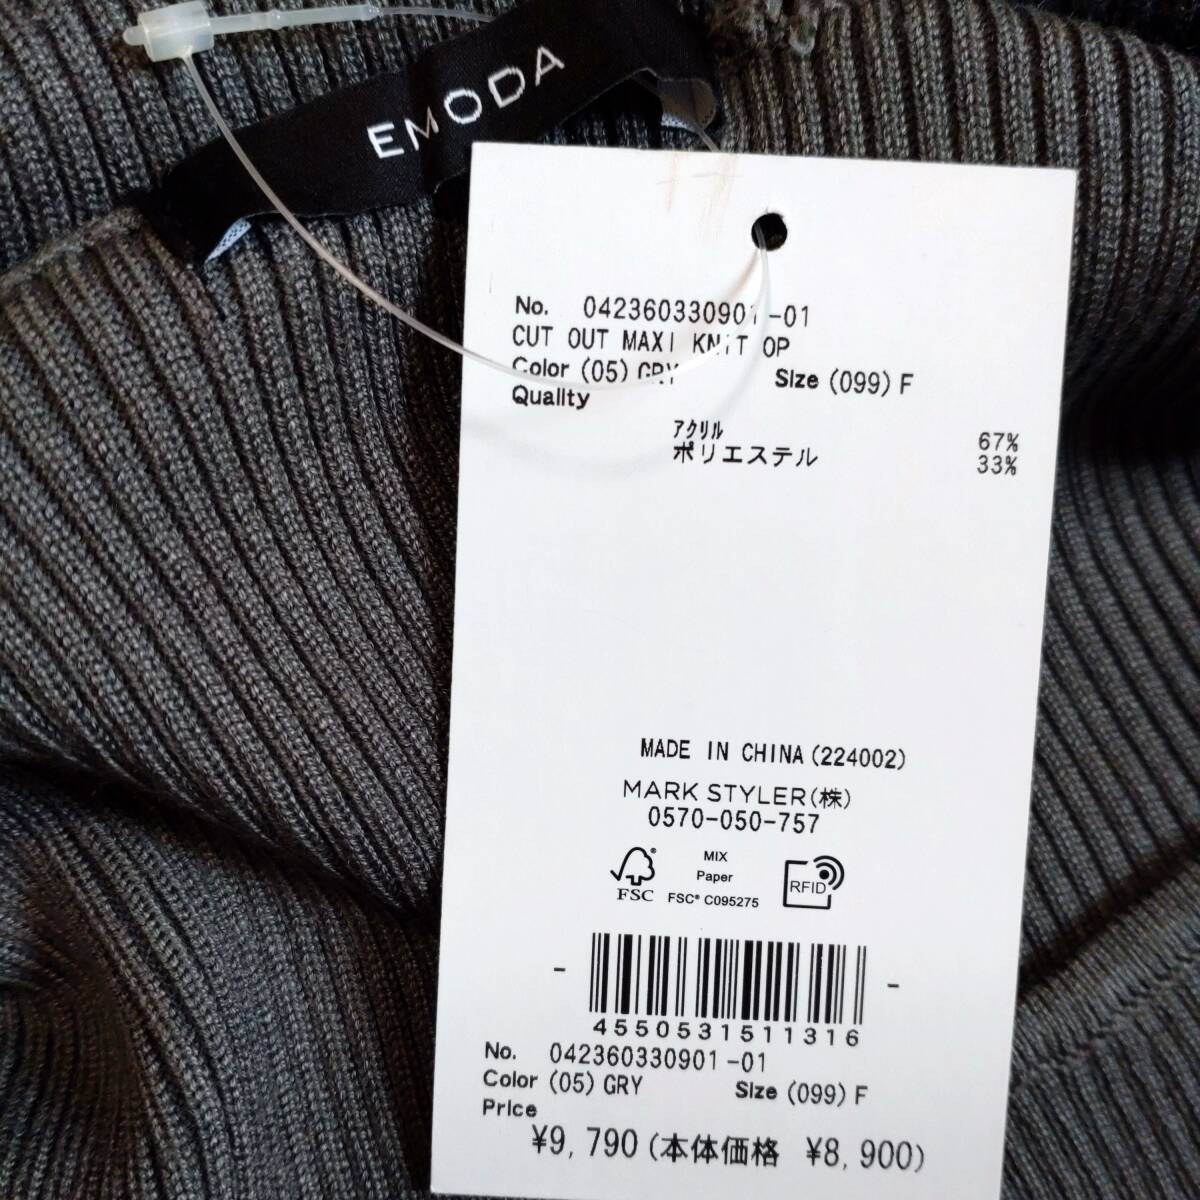 EMODA
No. 042360330901-01
CUT OUT MAXI KNIT OP
Color (05) GRY Size (099) F
Quality
アクリル 67%
ポリエステル 33%
MADE IN CHINA (224002)
MARK STYLER(株)
0570-050-757
FSC® MIX
Paper
FSC® C095275
RFID
- -
4550531511316
No. 042360330901-01
Color (05) GRY Size (099) F
Price
¥9,790 (本体価格 ¥8,900)